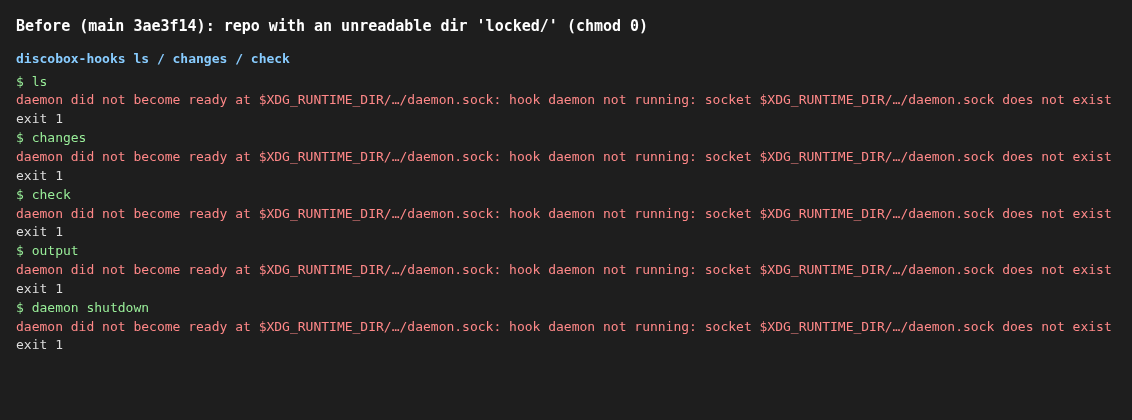 Before (main 3ae3f14): repo with an unreadable dir 'locked/' (chmod 0)
discobox-hooks ls / changes / check
$ ls
daemon did not become ready at $XDG_RUNTIME_DIR/…/daemon.sock: hook daemon not running: socket $XDG_RUNTIME_DIR/…/daemon.sock does not exist
exit 1
$ changes
daemon did not become ready at $XDG_RUNTIME_DIR/…/daemon.sock: hook daemon not running: socket $XDG_RUNTIME_DIR/…/daemon.sock does not exist
exit 1
$ check
daemon did not become ready at $XDG_RUNTIME_DIR/…/daemon.sock: hook daemon not running: socket $XDG_RUNTIME_DIR/…/daemon.sock does not exist
exit 1
$ output
daemon did not become ready at $XDG_RUNTIME_DIR/…/daemon.sock: hook daemon not running: socket $XDG_RUNTIME_DIR/…/daemon.sock does not exist
exit 1
$ daemon shutdown
daemon did not become ready at $XDG_RUNTIME_DIR/…/daemon.sock: hook daemon not running: socket $XDG_RUNTIME_DIR/…/daemon.sock does not exist
exit 1